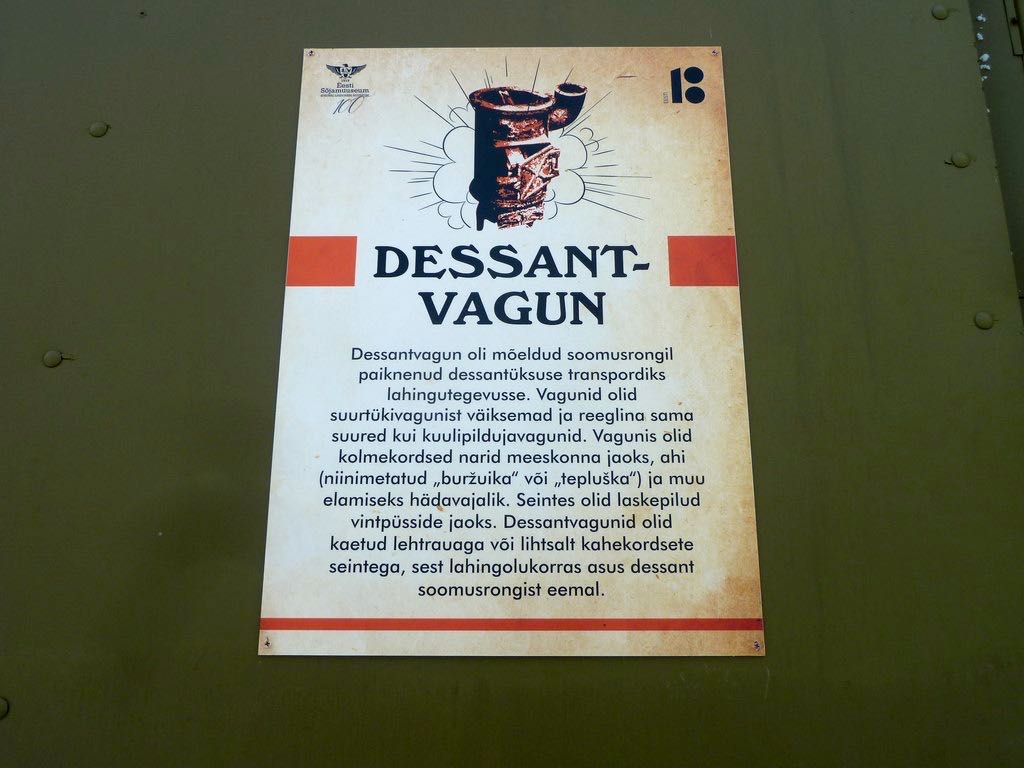 1919
Eesti
Sõjamuuseum
100
EESTI
DESSANT-
VAGUN
Dessantvagun oli mõeldud soomusrongil
paiknenud dessantüksuse transpordiks
lahingutegevusse. Vagunid olid
suurtükivagunist väiksemad ja reeglina sama
suured kui kuulipildujavagunid. Vagunis olid
kolmekordsed narid meeskonna jaoks, ahi
(niinimetatud „buržuika“ või „tepluška“) ja muu
elamiseks hädavajalik. Seintes olid laskepilud
vintpüsside jaoks. Dessantvagunid olid
kaetud lehtrauaga või lihtsalt kahekordsete
seintega, sest lahingolukorras asus dessant
soomusrongist eemal.